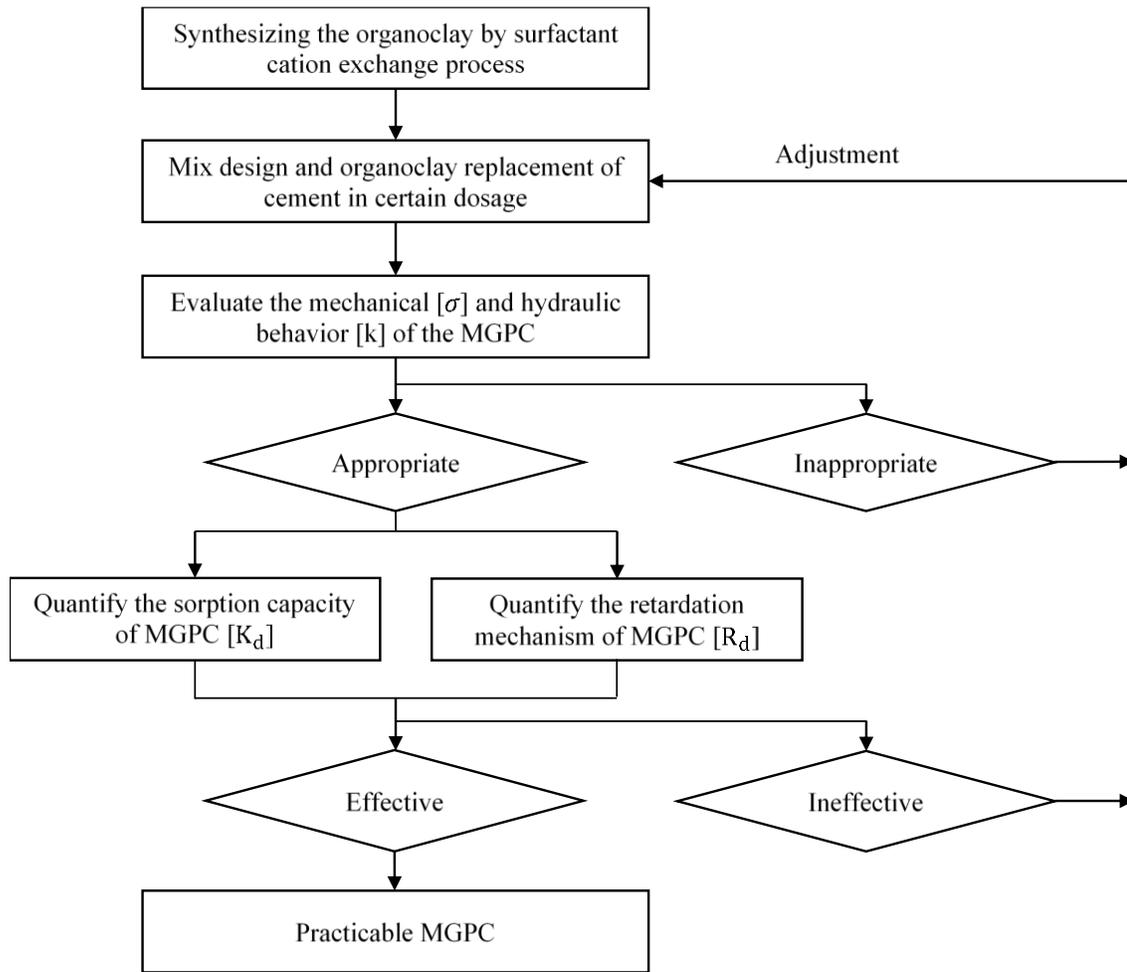 Synthesizing the organoclay by surfactant
cation exchange process
Adjustment
Mix design and organoclay replacement of
cement in certain dosage
Evaluate the mechanical [σ] and hydraulic
behavior [k] of the MGPC
Appropriate
Inappropriate
Quantify the sorption capacity
of MGPC [Kd]
Quantify the retardation
mechanism of MGPC [Rd]
Effective
Ineffective
Practicable MGPC